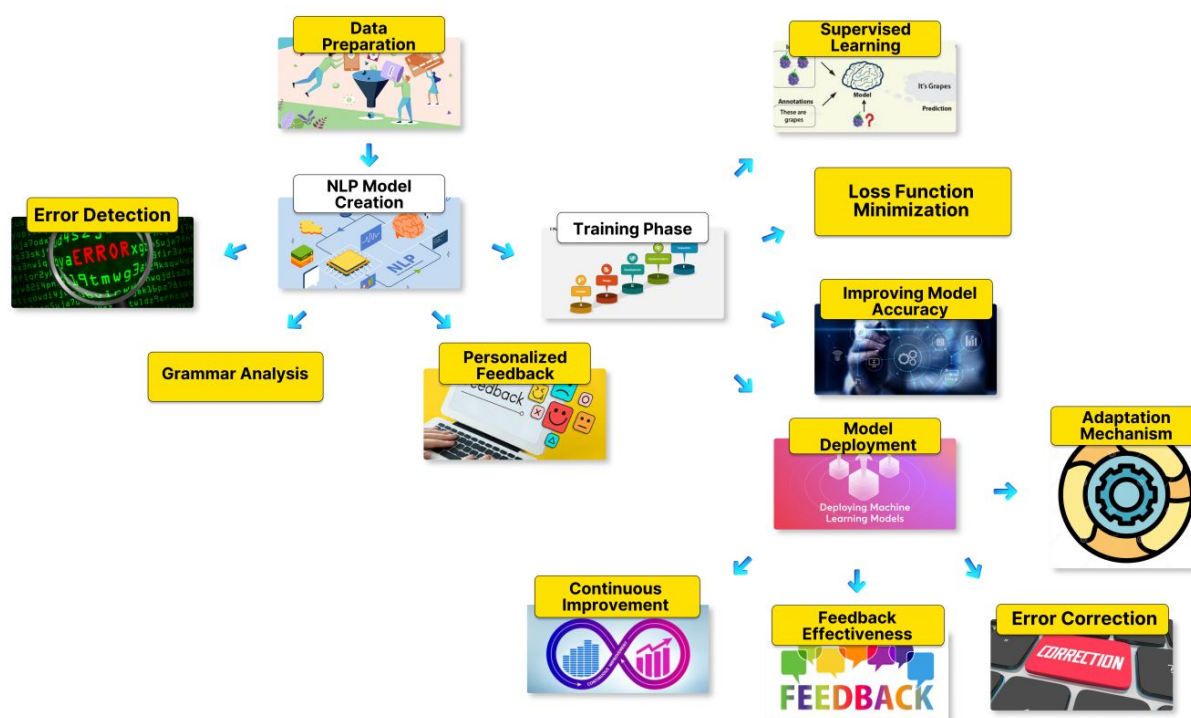 Data
Preparation
Supervised
Learning
Model
It's Grapes
Annotations
Prediction
These are
grapes
?
NLP Model
Creation
NLP
Error Detection
ERROR
Training Phase
Loss Function
Minimization
Improving Model
Accuracy
Grammar Analysis
Personalized
Feedback
eedback
Model
Deployment
Deploying Machine
Learning Models
Adaptation
Mechanism
Continuous
Improvement
Feedback
Effectiveness
FEEDBACK
Error Correction
CORRECTION